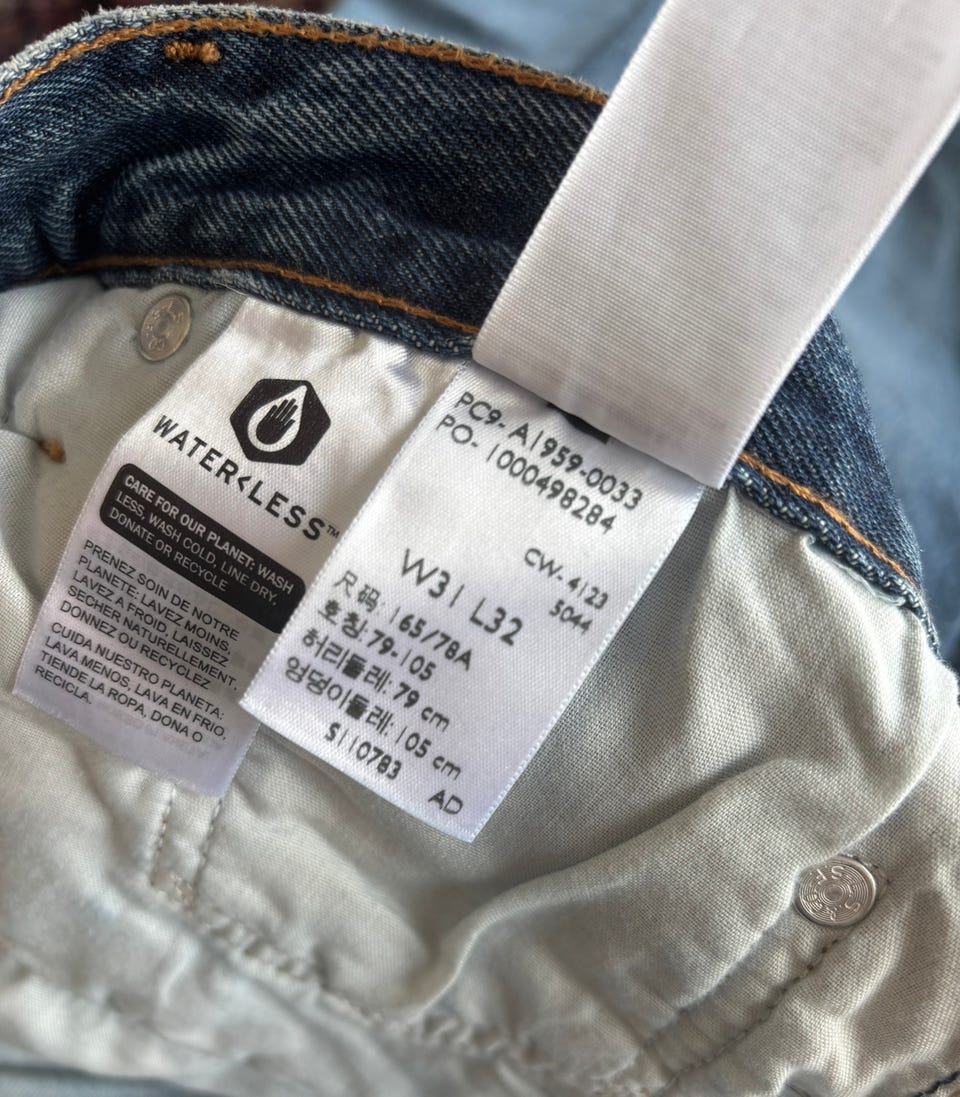 WATER<LESS™
CARE FOR OUR PLANET: WASH
LESS, WASH COLD, LINE DRY,
DONATE OR RECYCLE
PRENEZ SOIN DE NOTRE
PLANETE: LAVEZ MOINS,
LAVEZ A FROID, LAISSEZ
SECHER NATURELLEMENT,
DONNEZ OU RECYCLEZ
CUIDA NUESTRO PLANETA:
LAVA MENOS, LAVA EN FRIO,
TIENDE LA ROPA, DONA O
RECICLA.
PC9- A1959-0033
PO- 1000498284
CW- 4123
5044
W31 L32
尺码: 165/78A
호칭: 79-105
허리둘레: 79 cm
엉덩이둘레: 105 cm
S110783
AD
S.F.